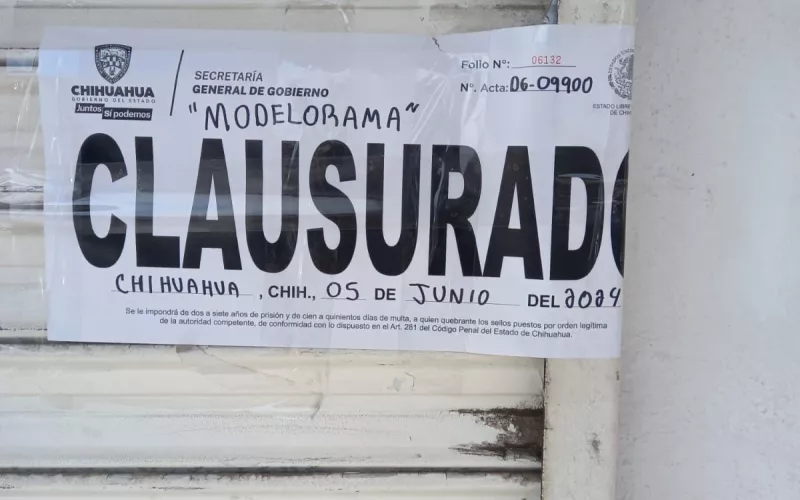 CHIHUAHUA
GOBIERNO DEL ESTADO
Juntos Sí podemos
SECRETARÍA
GENERAL DE GOBIERNO
Folio N°: 06132
N°. Acta: 06-09900
ESTADO LIBRE
DE CHI
"MODELORAMA"
CLAUSURADO
CHIHUAHUA, CHIH., 05 DE JUNIO DEL 2024
Se le impondrá de dos a siete años de prisión y de cien a quinientos días de multa, a quien quebrante los sellos puestos por orden legítima
de la autoridad competente, de conformidad con lo dispuesto en el Art. 281 del Código Penal del Estado de Chihuahua.